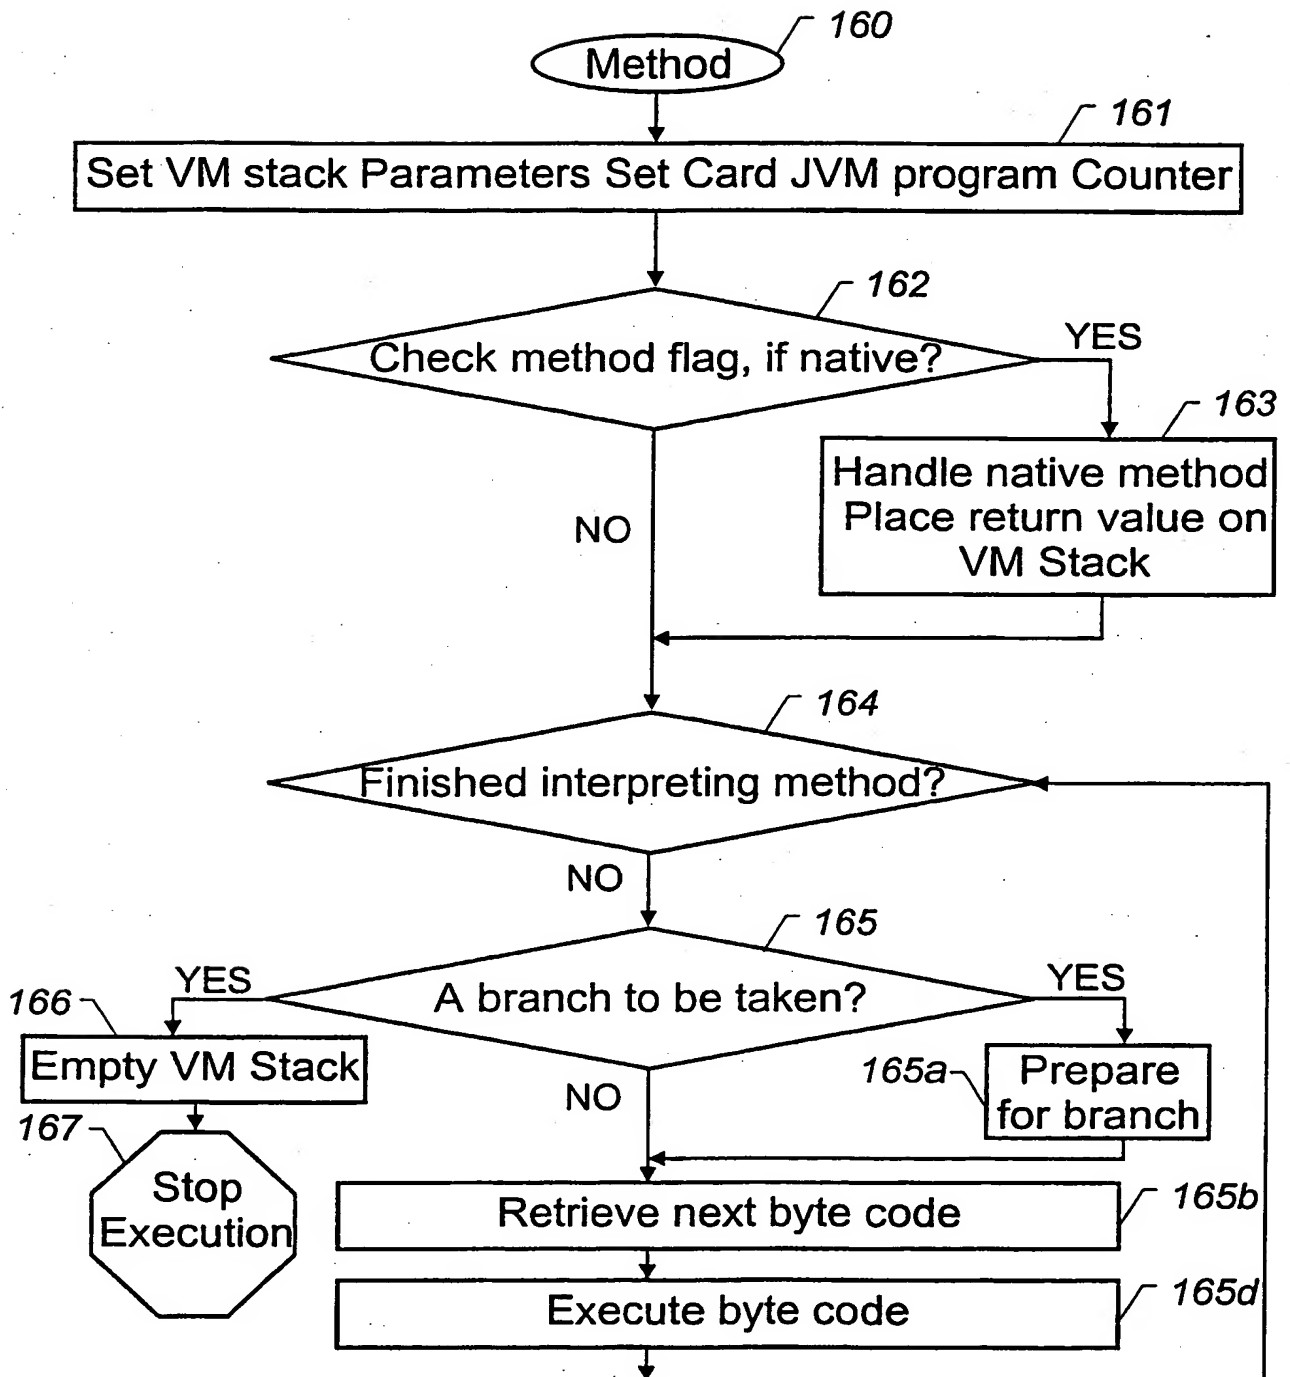 160
Method
161
Set VM stack Parameters Set Card JVM program Counter
162
Check method flag, if native?
YES
163
Handle native method
Place return value on
VM Stack
NO
164
Finished interpreting method?
NO
165
A branch to be taken?
YES
YES
166
Empty VM Stack
165a
Prepare
for branch
NO
167
Stop
Execution
Retrieve next byte code
165b
Execute byte code
165d